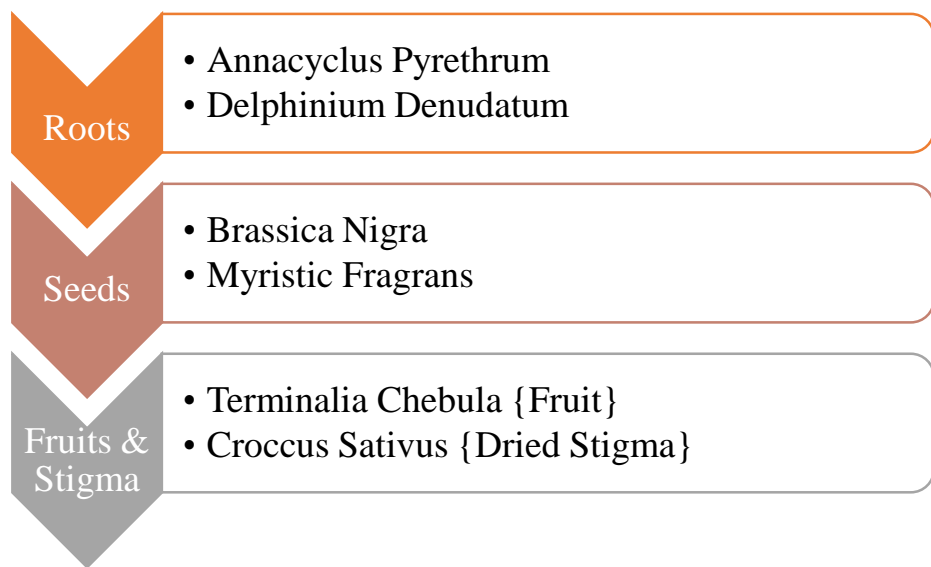 Roots
• Annacyclus Pyrethrum
• Delphinium Denudatum
Seeds
• Brassica Nigra
• Myristic Fragrans
Fruits &
Stigma
• Terminalia Chebula {Fruit}
• Croccus Sativus {Dried Stigma}